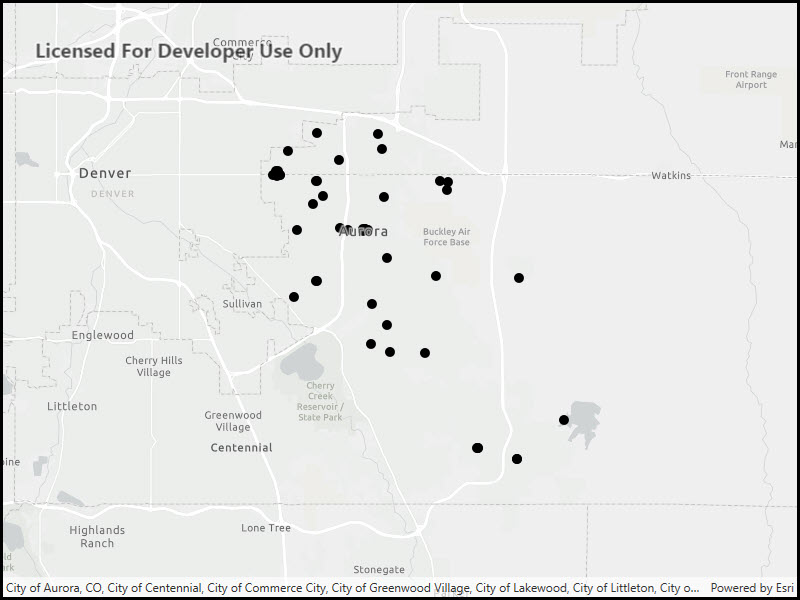 Commerce
City
Licensed For Developer Use Only
Front Range
Airport
Denver
DENVER
Watkins
Aurora
Buckley Air
Force Base
Sullivan
Englewood
Cherry Hills
Village
Cherry
Creek
Reservoir /
State Park
Littleton
Greenwood
Village
Centennial
Highlands
Ranch
Lone Tree
Stonegate
City of Aurora, CO, City of Centennial, City of Commerce City, City of Greenwood Village, City of Lakewood, City of Littleton, City o...
Powered by Esri